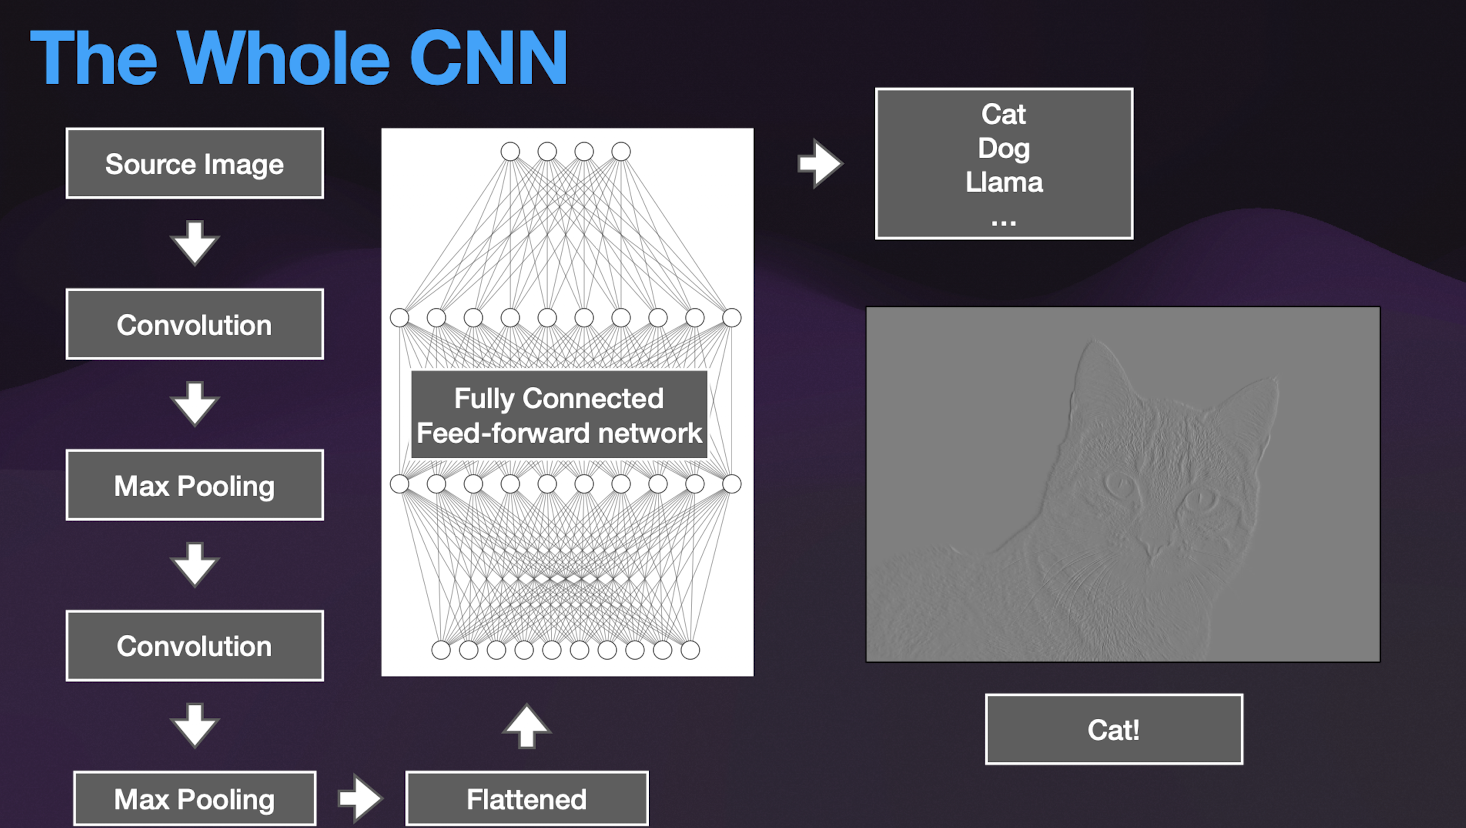 The Whole CNN
Source Image
Convolution
Max Pooling
Convolution
Max Pooling
Flattened
Fully Connected
Feed-forward network
Cat
Dog
Llama
...
Cat!